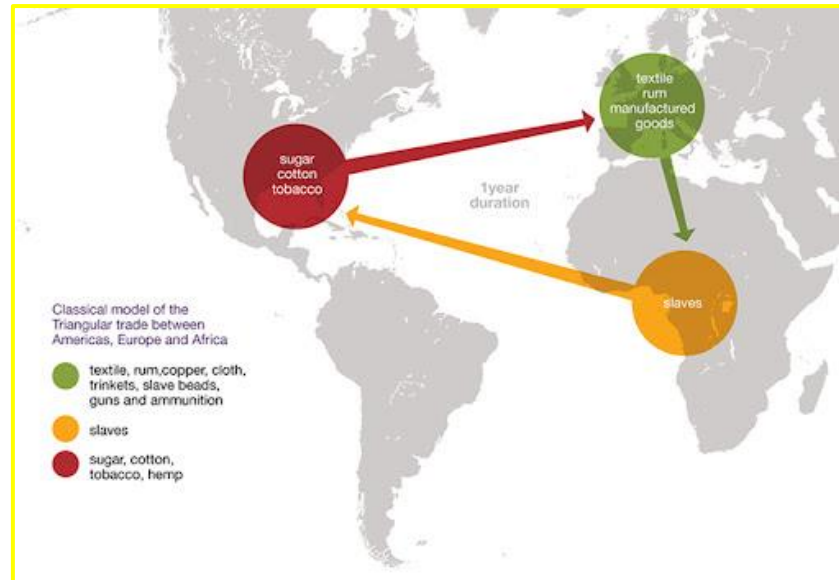 textile
rum
manufactured
goods
sugar
cotton
tobacco
1year
duration
slaves
Classical model of the
Triangular trade between
Americas, Europe and Africa
textile, rum,copper, cloth,
trinkets, slave beads,
guns and ammunition
slaves
sugar, cotton,
tobacco, hemp